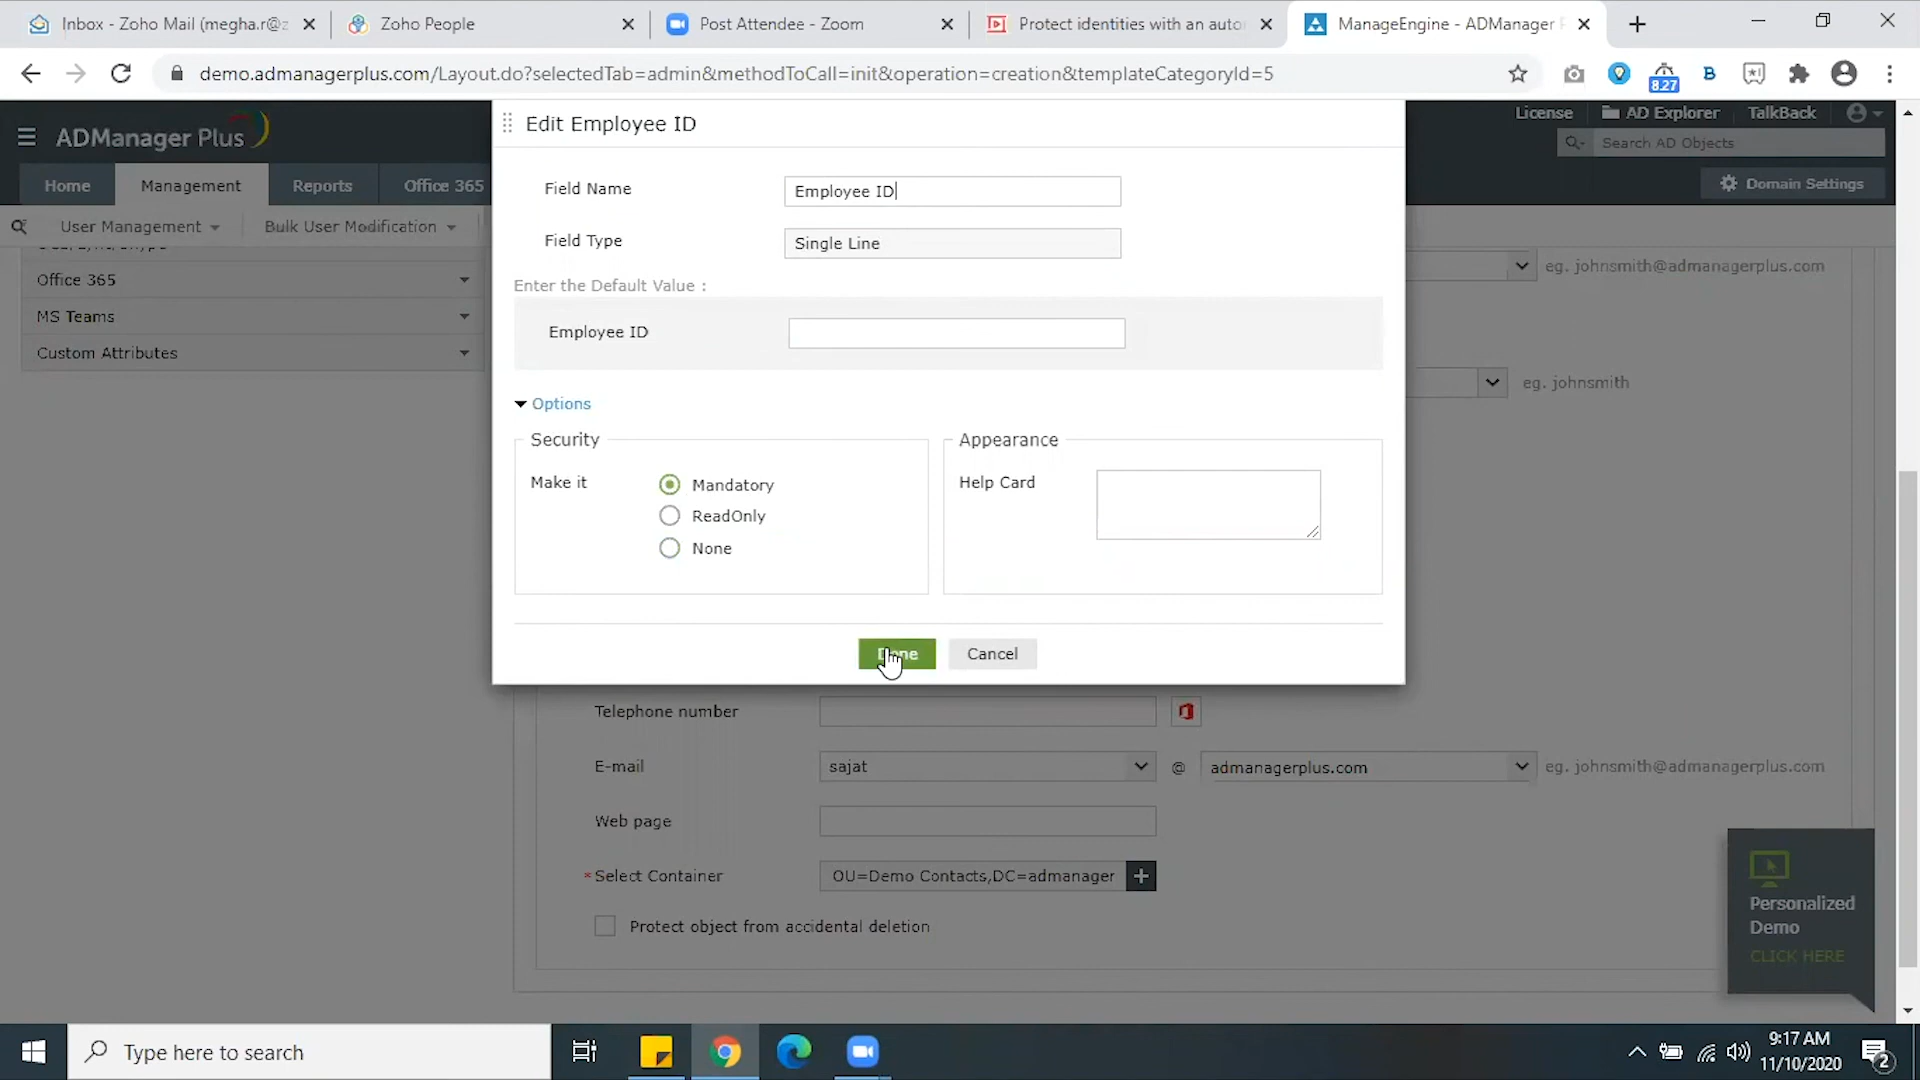 Inbox - Zoho Mail (megha.r@z
Zoho People
Post Attendee - Zoom
Protect identities with an auto
ManageEngine - ADManager P
demo.admanagerplus.com/Layout.do?selectedTab=admin&methodToCall=init&operation=creation&templateCategoryId=5
8.27
ADManager Plus
License
AD Explorer
TalkBack
Search AD Objects
Home
Management
Reports
Office 365
Domain Settings
User Management
Bulk User Modification
Office 365
MS Teams
Custom Attributes
Edit Employee ID
Field Name
Employee ID
Field Type
Single Line
Enter the Default Value :
Employee ID
Options
Security
Make it
Mandatory
ReadOnly
None
Appearance
Help Card
Done
Cancel
eg. johnsmith@admanagerplus.com
eg. johnsmith
Telephone number
E-mail
sajat
@
admanagerplus.com
eg. johnsmith@admanagerplus.com
Web page
* Select Container
OU=Demo Contacts,DC=admanager
Protect object from accidental deletion
Personalized
Demo
CLICK HERE
Type here to search
9:17 AM
11/10/2020
2